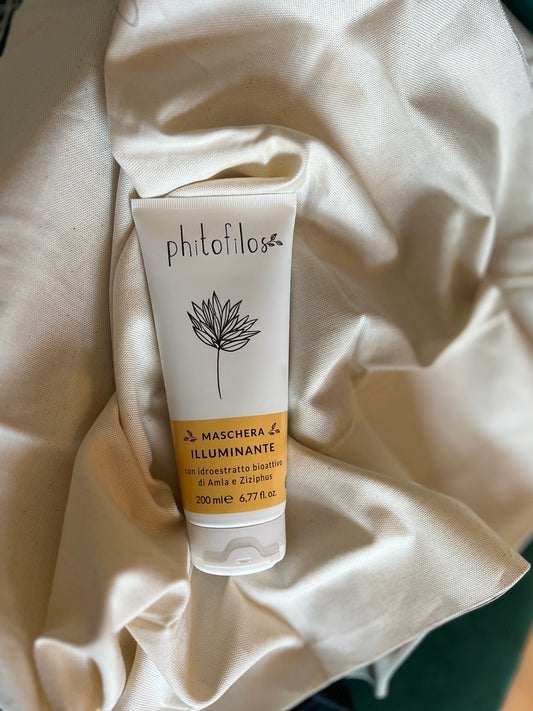 phitofilos
MASCHERA
ILLUMINANTE
con idroestratto bioattivo
di Amla e Ziziphus
200 ml℮ 6,77 fl. oz.